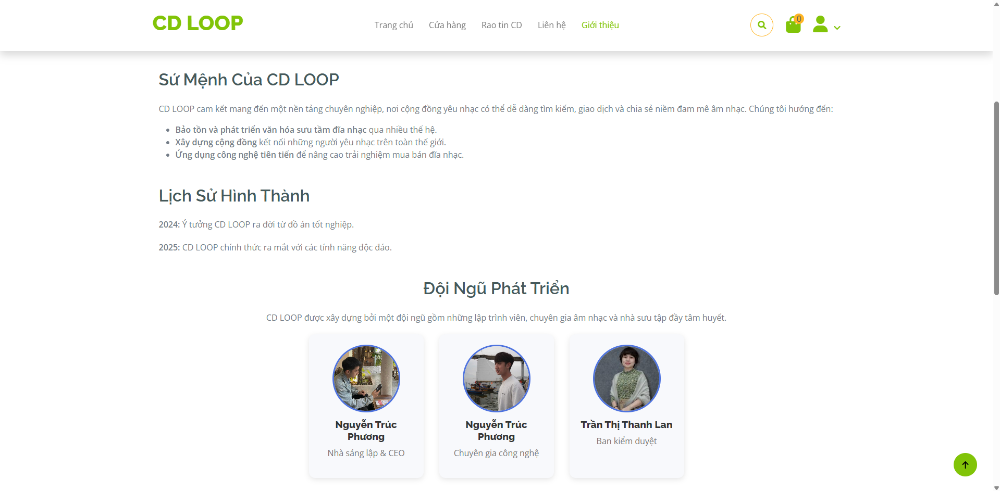 CD LOOP
Trang chủ
Cửa hàng
Rao tin CD
Liên hệ
Giới thiệu
0
Sứ Mệnh Của CD LOOP
CD LOOP cam kết mang đến một nền tảng chuyên nghiệp, nơi cộng đồng yêu nhạc có thể dễ dàng tìm kiếm, giao dịch và chia sẻ niềm đam mê âm nhạc. Chúng tôi hướng đến:
Bảo tồn và phát triển văn hóa sưu tầm đĩa nhạc qua nhiều thế hệ.
Xây dựng cộng đồng kết nối những người yêu nhạc trên toàn thế giới.
Ứng dụng công nghệ tiên tiến để nâng cao trải nghiệm mua bán đĩa nhạc.
Lịch Sử Hình Thành
2024: Ý tưởng CD LOOP ra đời từ đồ án tốt nghiệp.
2025: CD LOOP chính thức ra mắt với các tính năng độc đáo.
Đội Ngũ Phát Triển
CD LOOP được xây dựng bởi một đội ngũ gồm những lập trình viên, chuyên gia âm nhạc và nhà sưu tập đầy tâm huyết.
Nguyễn Trúc
Phương
Nhà sáng lập & CEO
Nguyễn Trúc
Phương
Chuyên gia công nghệ
Trần Thị Thanh Lan
Ban kiểm duyệt